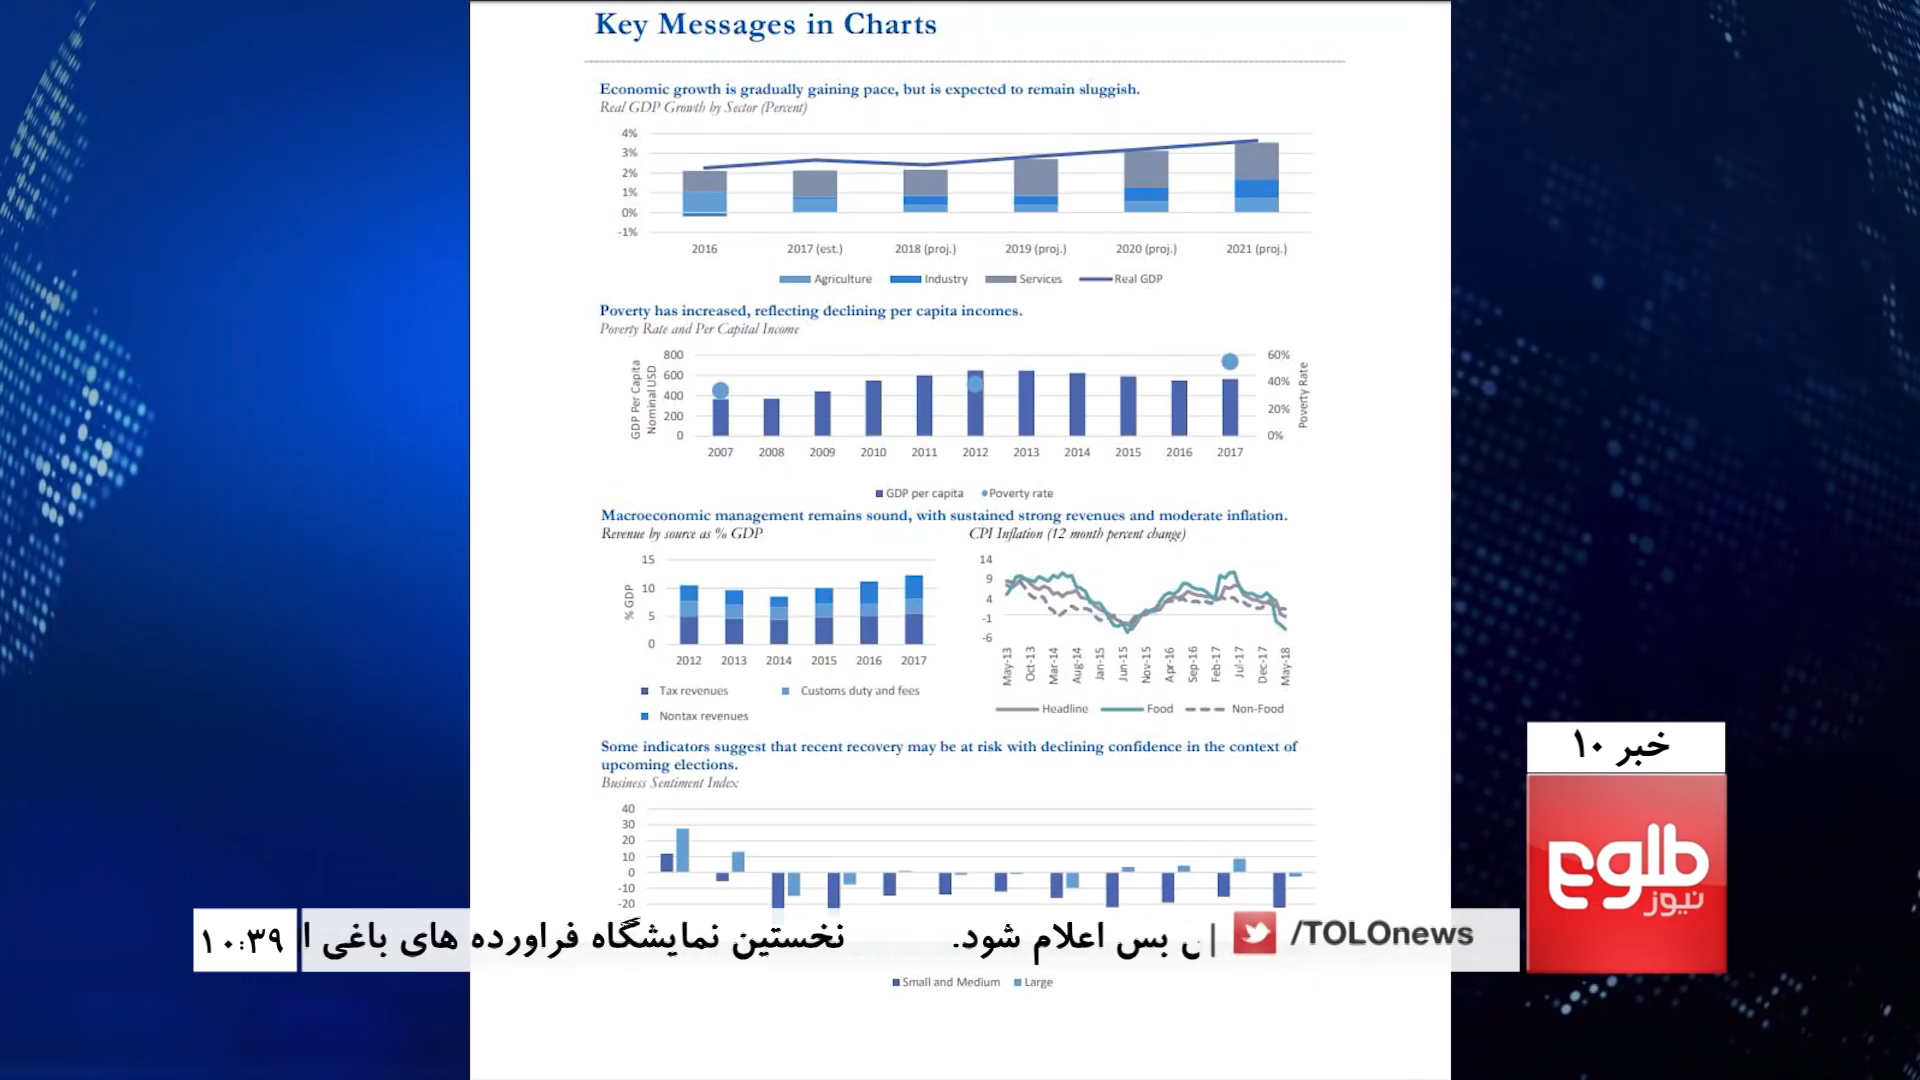 Key Messages in Charts
Economic growth is gradually gaining pace, but is expected to remain sluggish.
Real GDP Growth by Sector (Percent)
4%
3%
2%
1%
0%
-1%
2016 2017 (est.) 2018 (proj.) 2019 (proj.) 2020 (proj.) 2021 (proj.)
Agriculture Industry Services Real GDP
Poverty has increased, reflecting declining per capita incomes.
Poverty Rate and Per Capital Income
GDP Per Capita
Nominal USD
800
600
400
200
0
60%
40%
20%
0%
Poverty Rate
2007 2008 2009 2010 2011 2012 2013 2014 2015 2016 2017
GDP per capita Poverty rate
Macroeconomic management remains sound, with sustained strong revenues and moderate inflation.
Revenue by source as % GDP
% GDP
15
10
5
0
2012 2013 2014 2015 2016 2017
Tax revenues Customs duty and fees
Nontax revenues
CPI Inflation (12 month percent change)
14
9
4
-1
-6
May-13 Oct-13 Mar-14 Aug-14 Jan-15 Jun-15 Nov-15 Apr-16 Sep-16 Feb-17 Jul-17 Dec-17 May-18
Headline Food Non-Food
Some indicators suggest that recent recovery may be at risk with declining confidence in the context of
upcoming elections.
Business Sentiment Index
40
30
20
10
0
-10
-20
Small and Medium Large
خبر ۱۰
طلوع
نیوز
/TOLOnews
بس اعلام شود. نخستین نمایشگاه فراورده های باغی ا
۱۰:۳۹